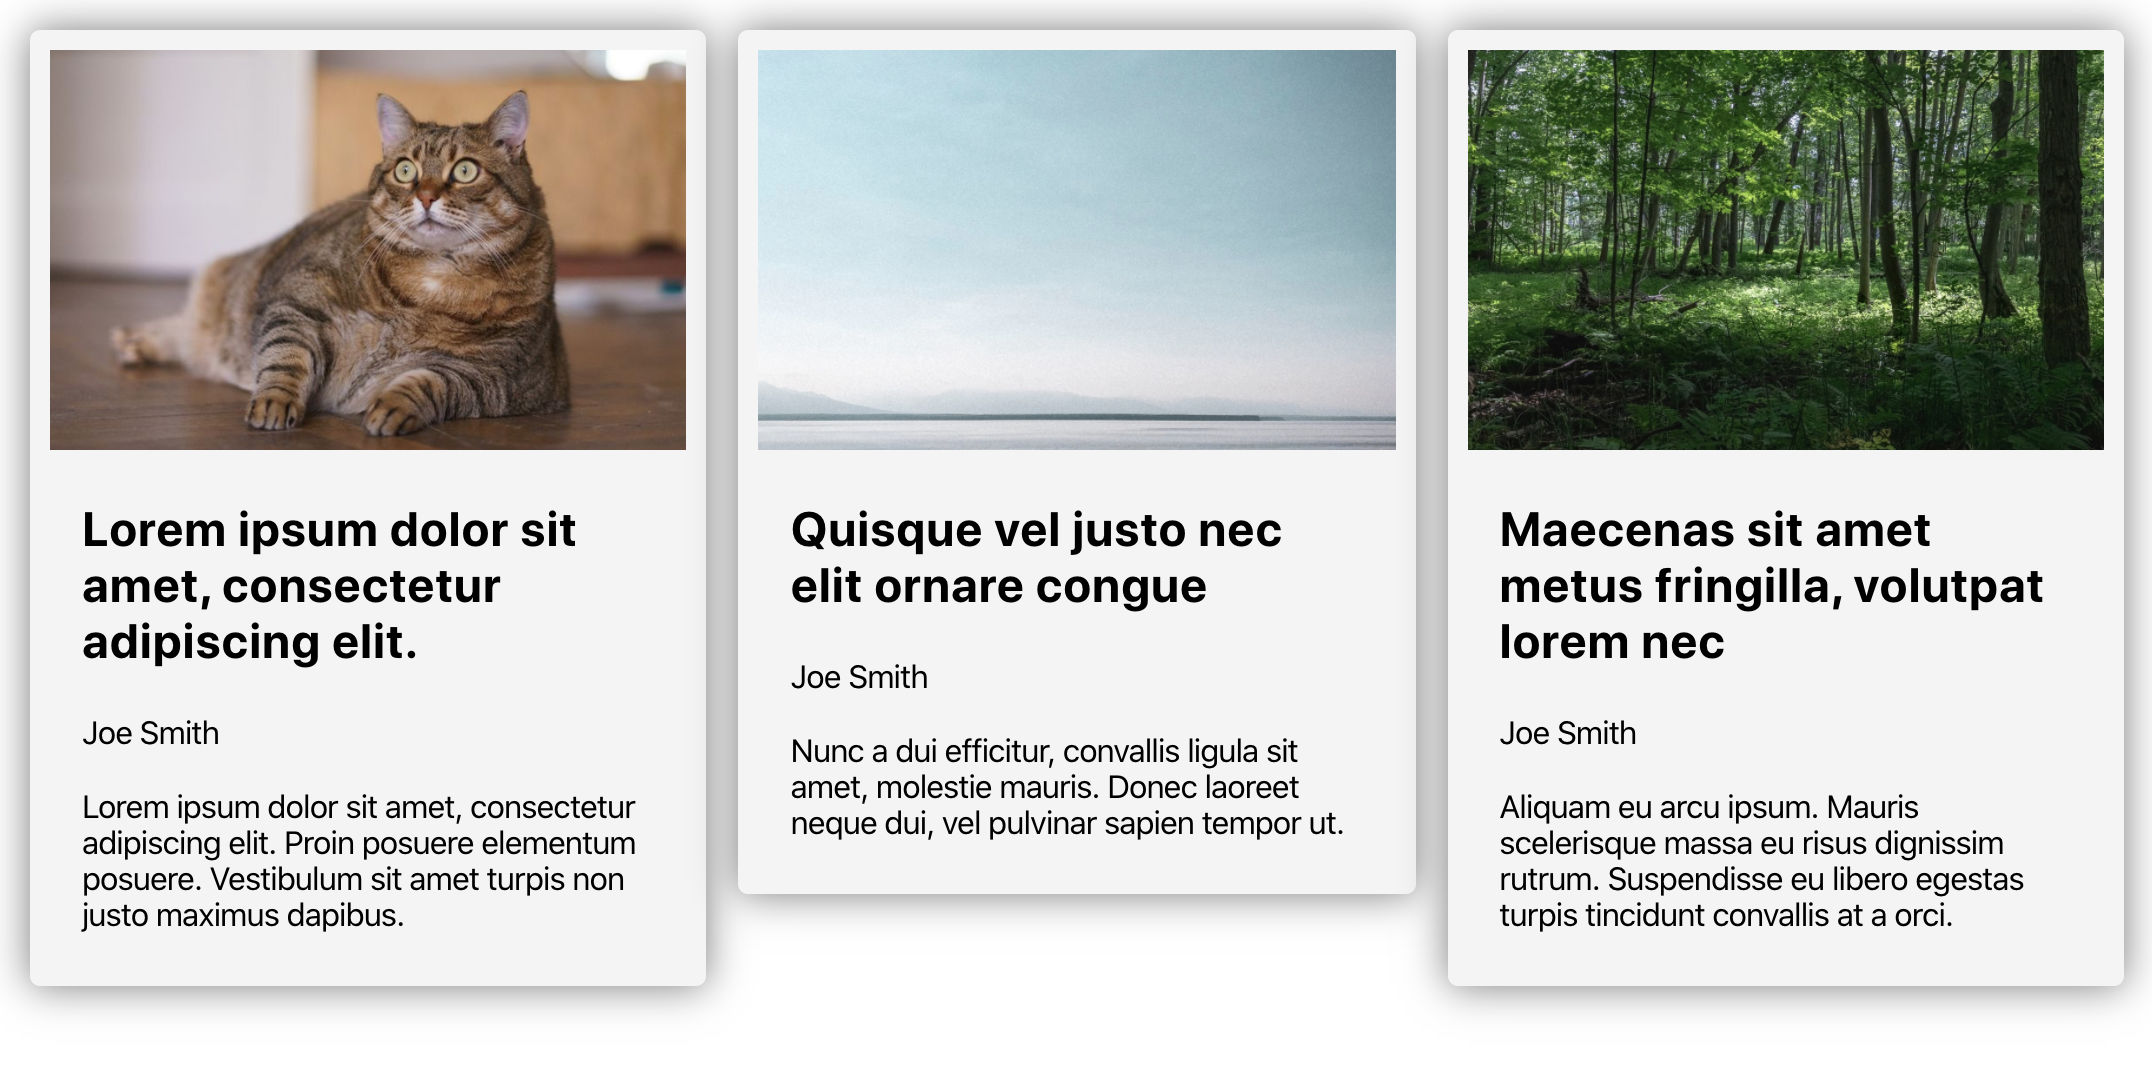 Lorem ipsum dolor sit
amet, consectetur
adipiscing elit.
Joe Smith
Lorem ipsum dolor sit amet, consectetur
adipiscing elit. Proin posuere elementum
posuere. Vestibulum sit amet turpis non
justo maximus dapibus.
Quisque vel justo nec
elit ornare congue
Joe Smith
Nunc a dui efficitur, convallis ligula sit
amet, molestie mauris. Donec laoreet
neque dui, vel pulvinar sapien tempor ut.
Maecenas sit amet
metus fringilla, volutpat
lorem nec
Joe Smith
Aliquam eu arcu ipsum. Mauris
scelerisque massa eu risus dignissim
rutrum. Suspendisse eu libero egestas
turpis tincidunt convallis at a orci.